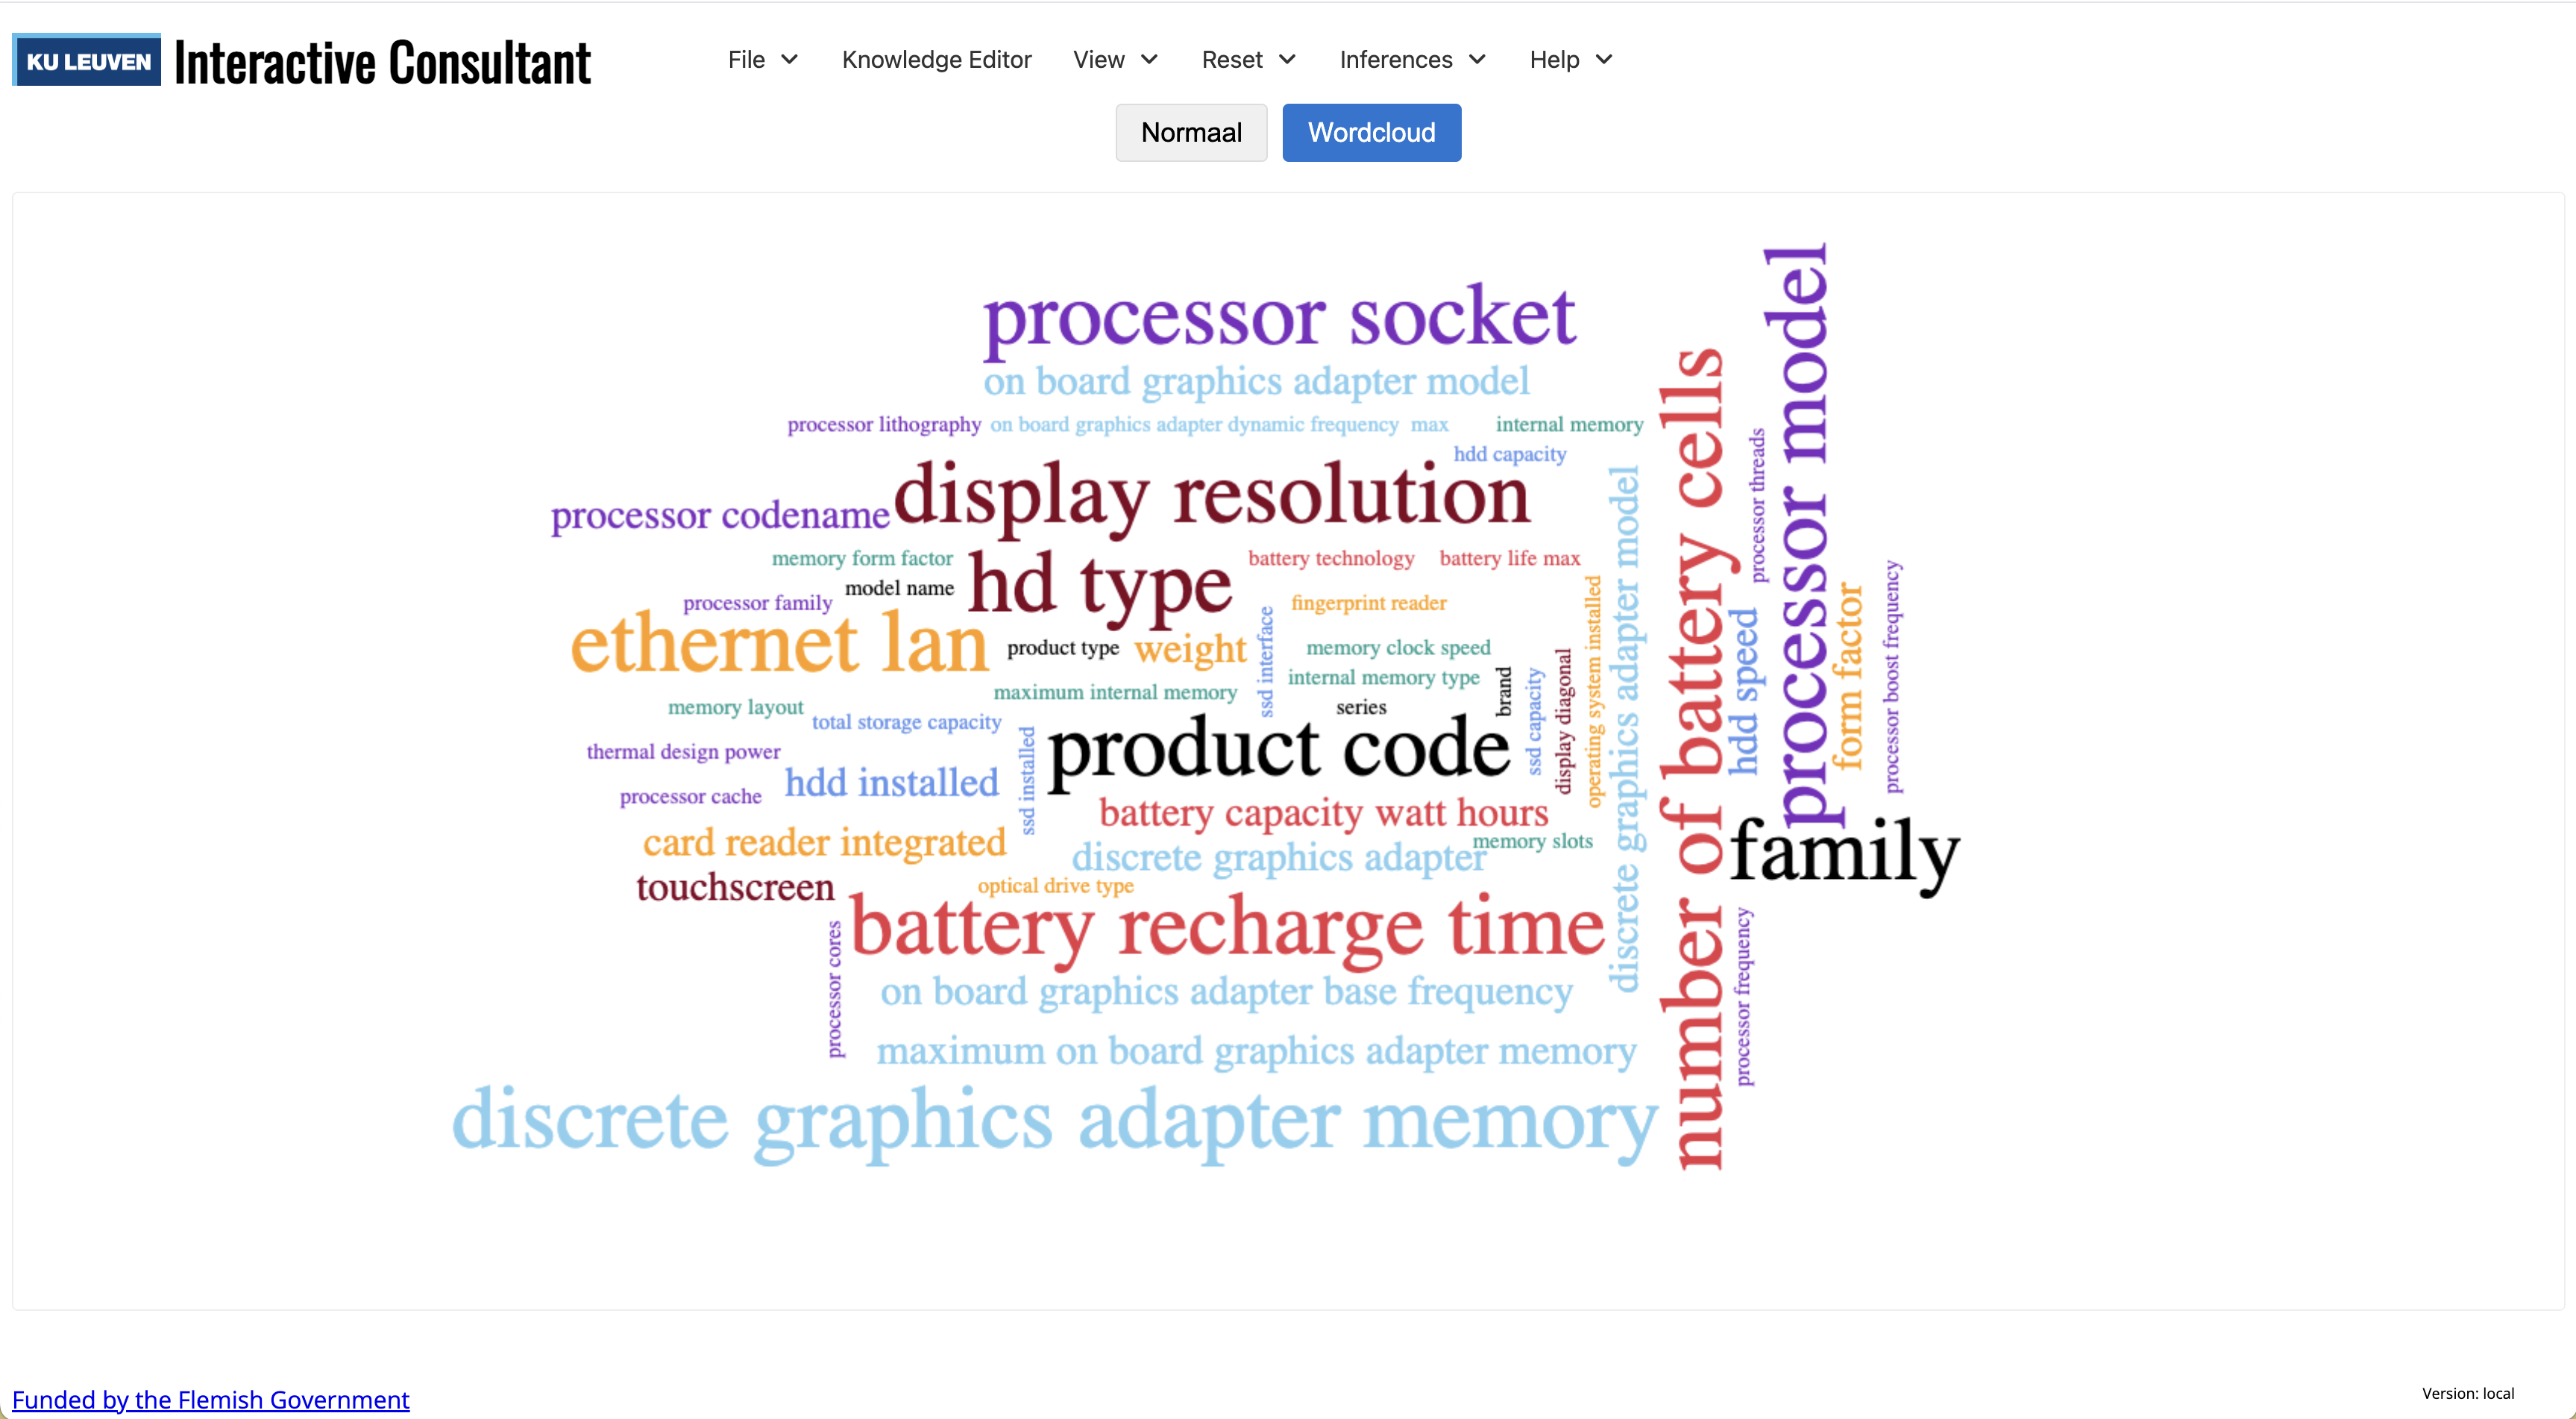 KU LEUVEN Interactive Consultant
File Knowledge Editor View Reset Inferences Help
Normaal Wordcloud
processor socket
on board graphics adapter model
processor lithography
on board graphics adapter dynamic frequency max
internal memory
hdd capacity
display resolution
processor codename
memory form factor
hd type
battery technology
battery life max
model name
processor family
fingerprint reader
ethernet lan
product type
weight
ssd interface
memory clock speed
internal memory type
maximum internal memory
brand
series
memory layout
total storage capacity
ssd installed
product code
ssd capacity
display diagonal
operating system installed
discrete graphics adapter model
number of battery cells
processor threads
hdd speed
processor model
form factor
processor boost frequency
thermal design power
hdd installed
processor cache
battery capacity watt hours
card reader integrated
memory slots
discrete graphics adapter
family
touchscreen
optical drive type
battery recharge time
processor cores
processor frequency
on board graphics adapter base frequency
maximum on board graphics adapter memory
discrete graphics adapter memory
Funded by the Flemish Government
Version: local